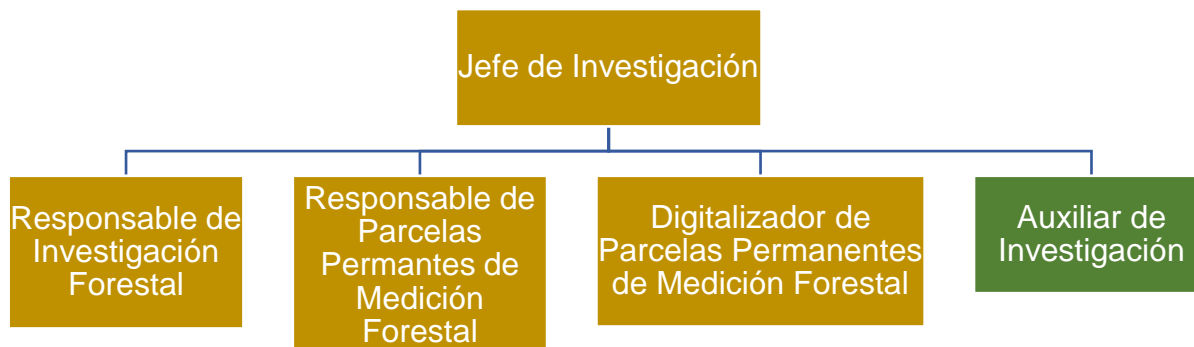 Jefe de Investigación
Responsable de
Investigación
Forestal
Responsable de
Parcelas
Permantes de
Medición
Forestal
Digitalizador de
Parcelas Permanentes
de Medición Forestal
Auxiliar de
Investigación